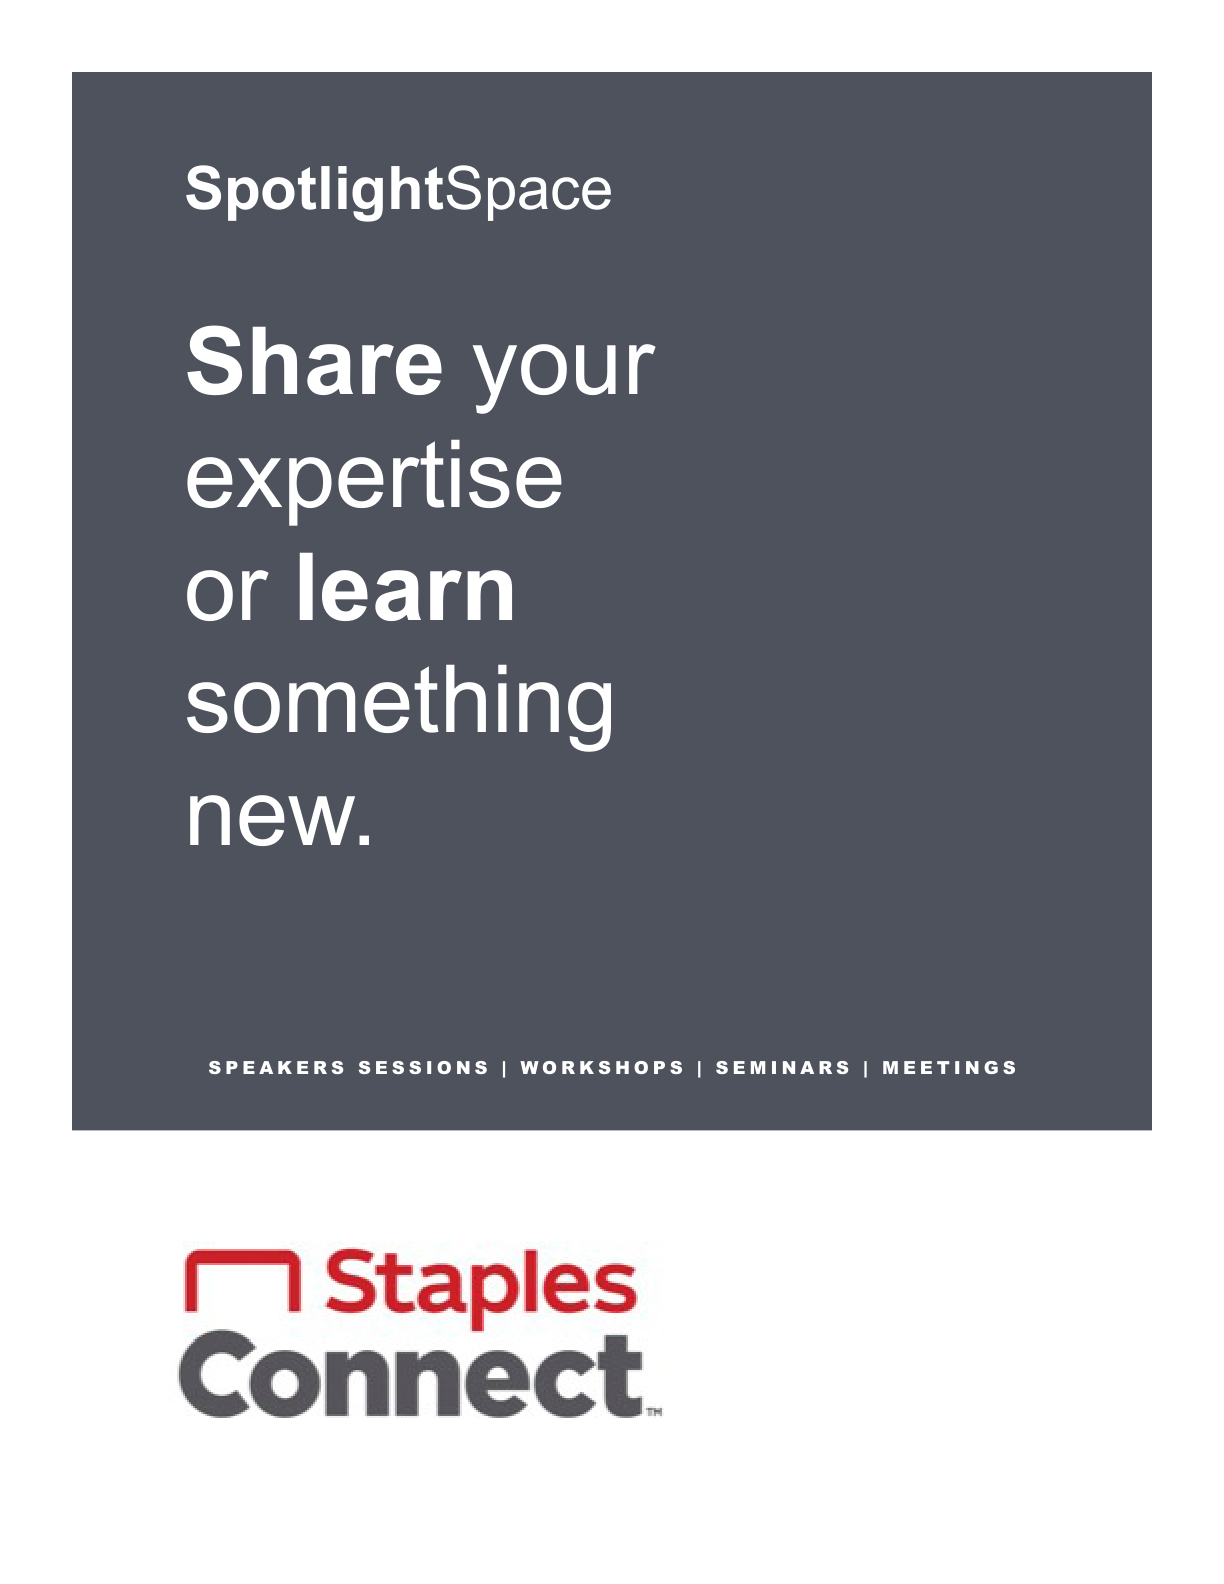 SpotlightSpace
Share your
expertise
or learn
something
new.
SPEAKERS SESSIONS | WORKSHOPS | SEMINARS | MEETINGS
Staples
Connect™